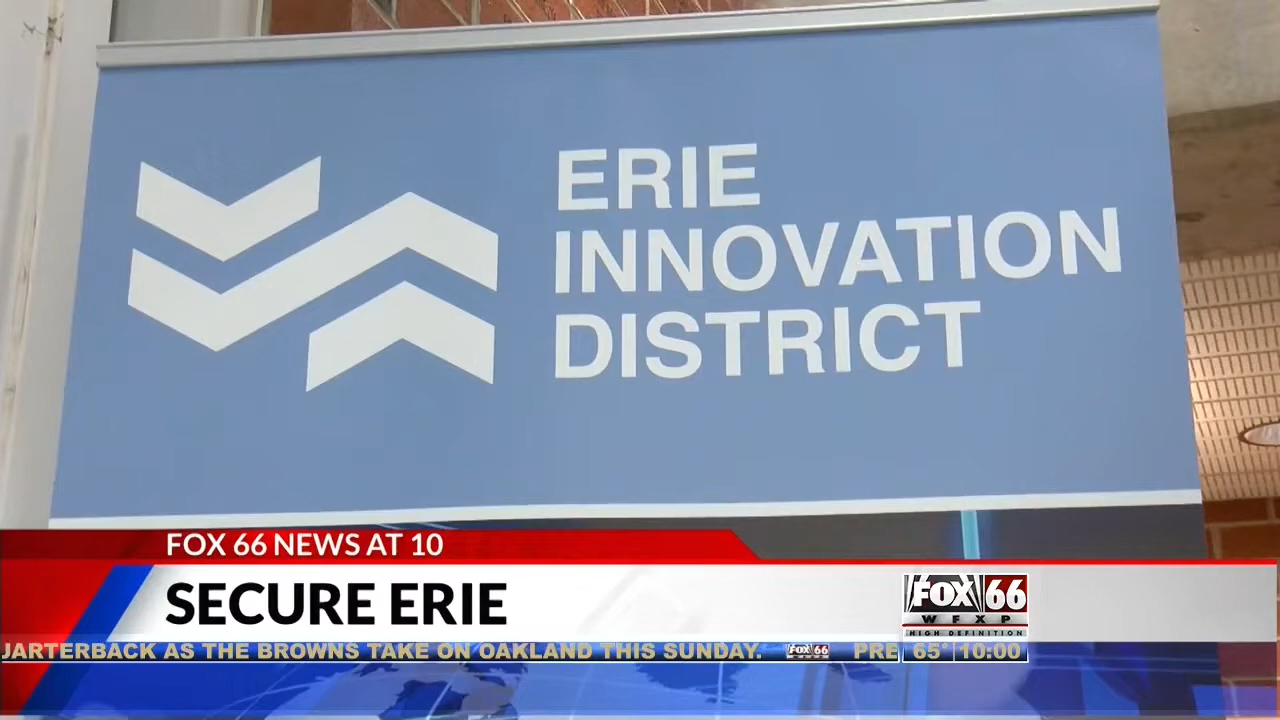 ERIE
INNOVATION
DISTRICT
FOX 66 NEWS AT 10
SECURE ERIE
FOX 66
WFXP
HIGH DEFINITION
UARTERBACK AS THE BROWNS TAKE ON OAKLAND THIS SUNDAY. FOX 66 PRE 65° 10:00